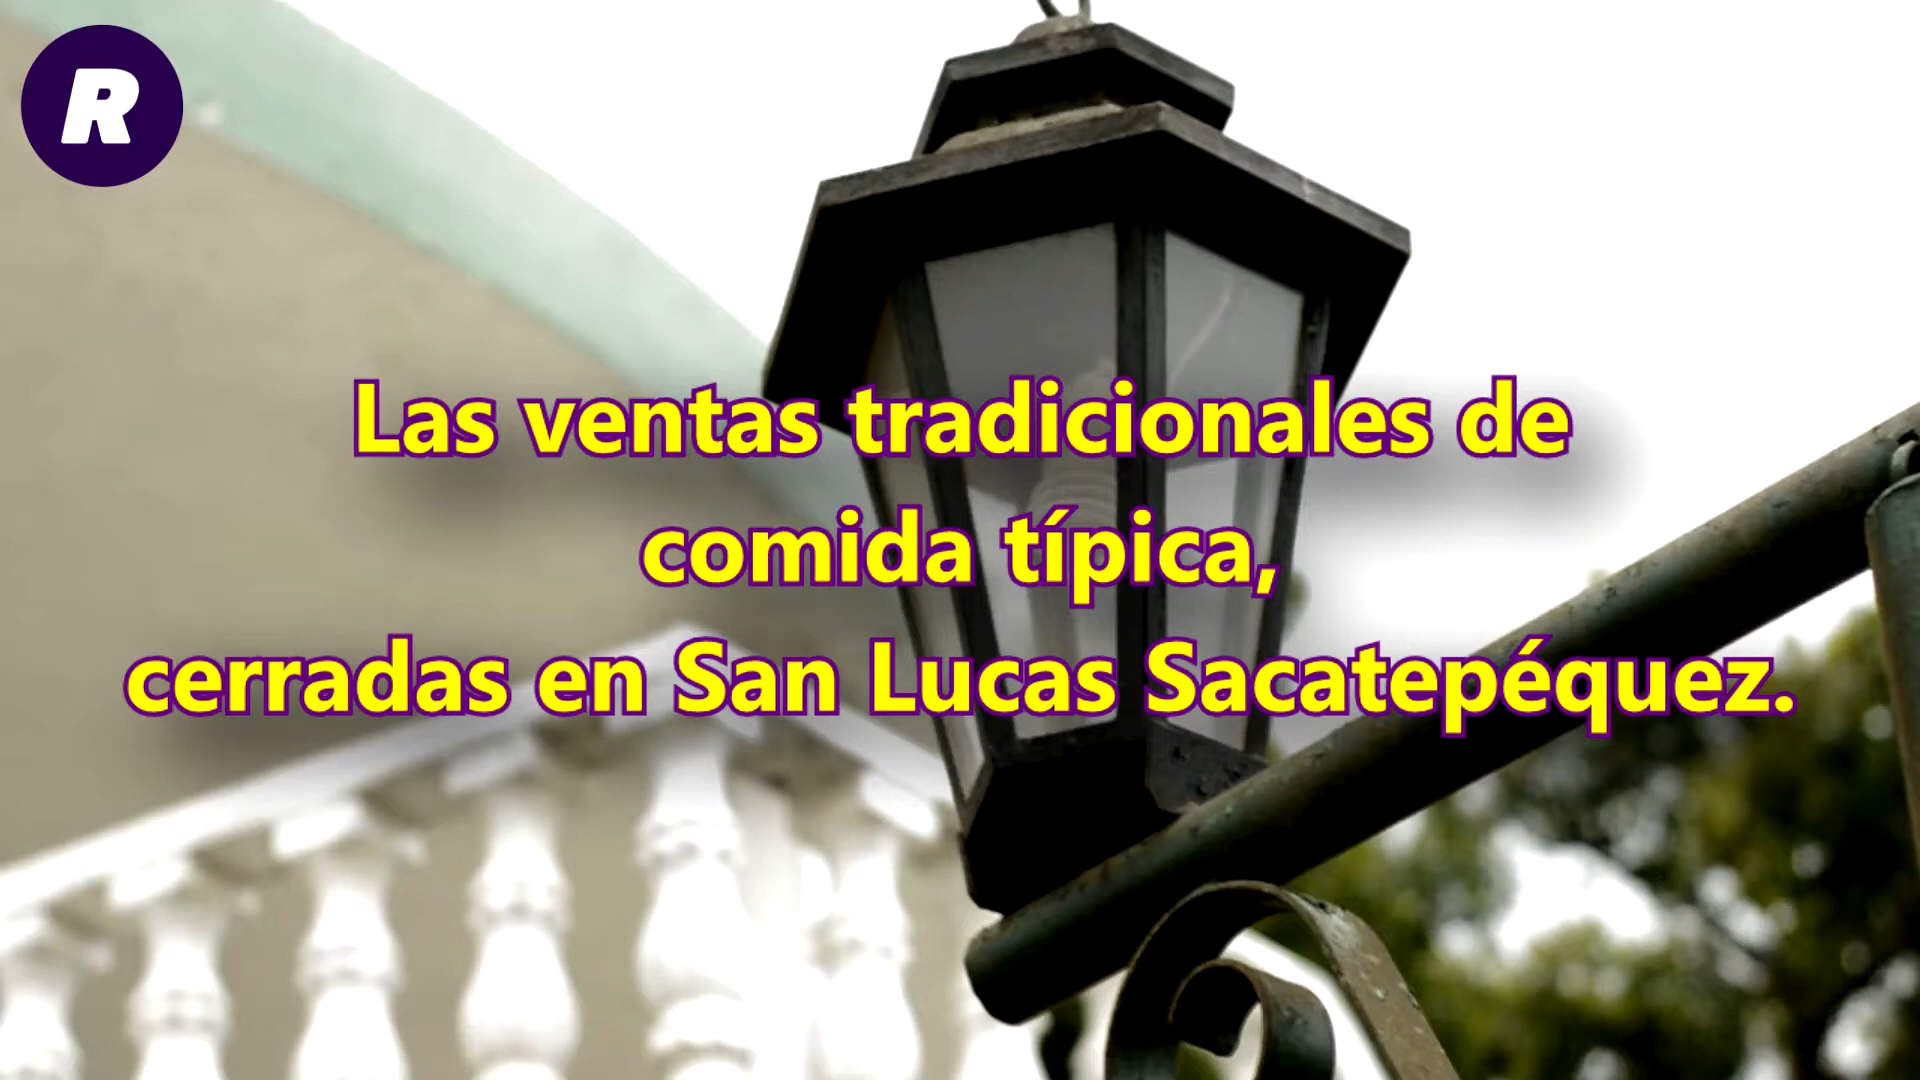 R
Las ventas tradicionales de
comida típica,
cerradas en San Lucas Sacatepéquez.